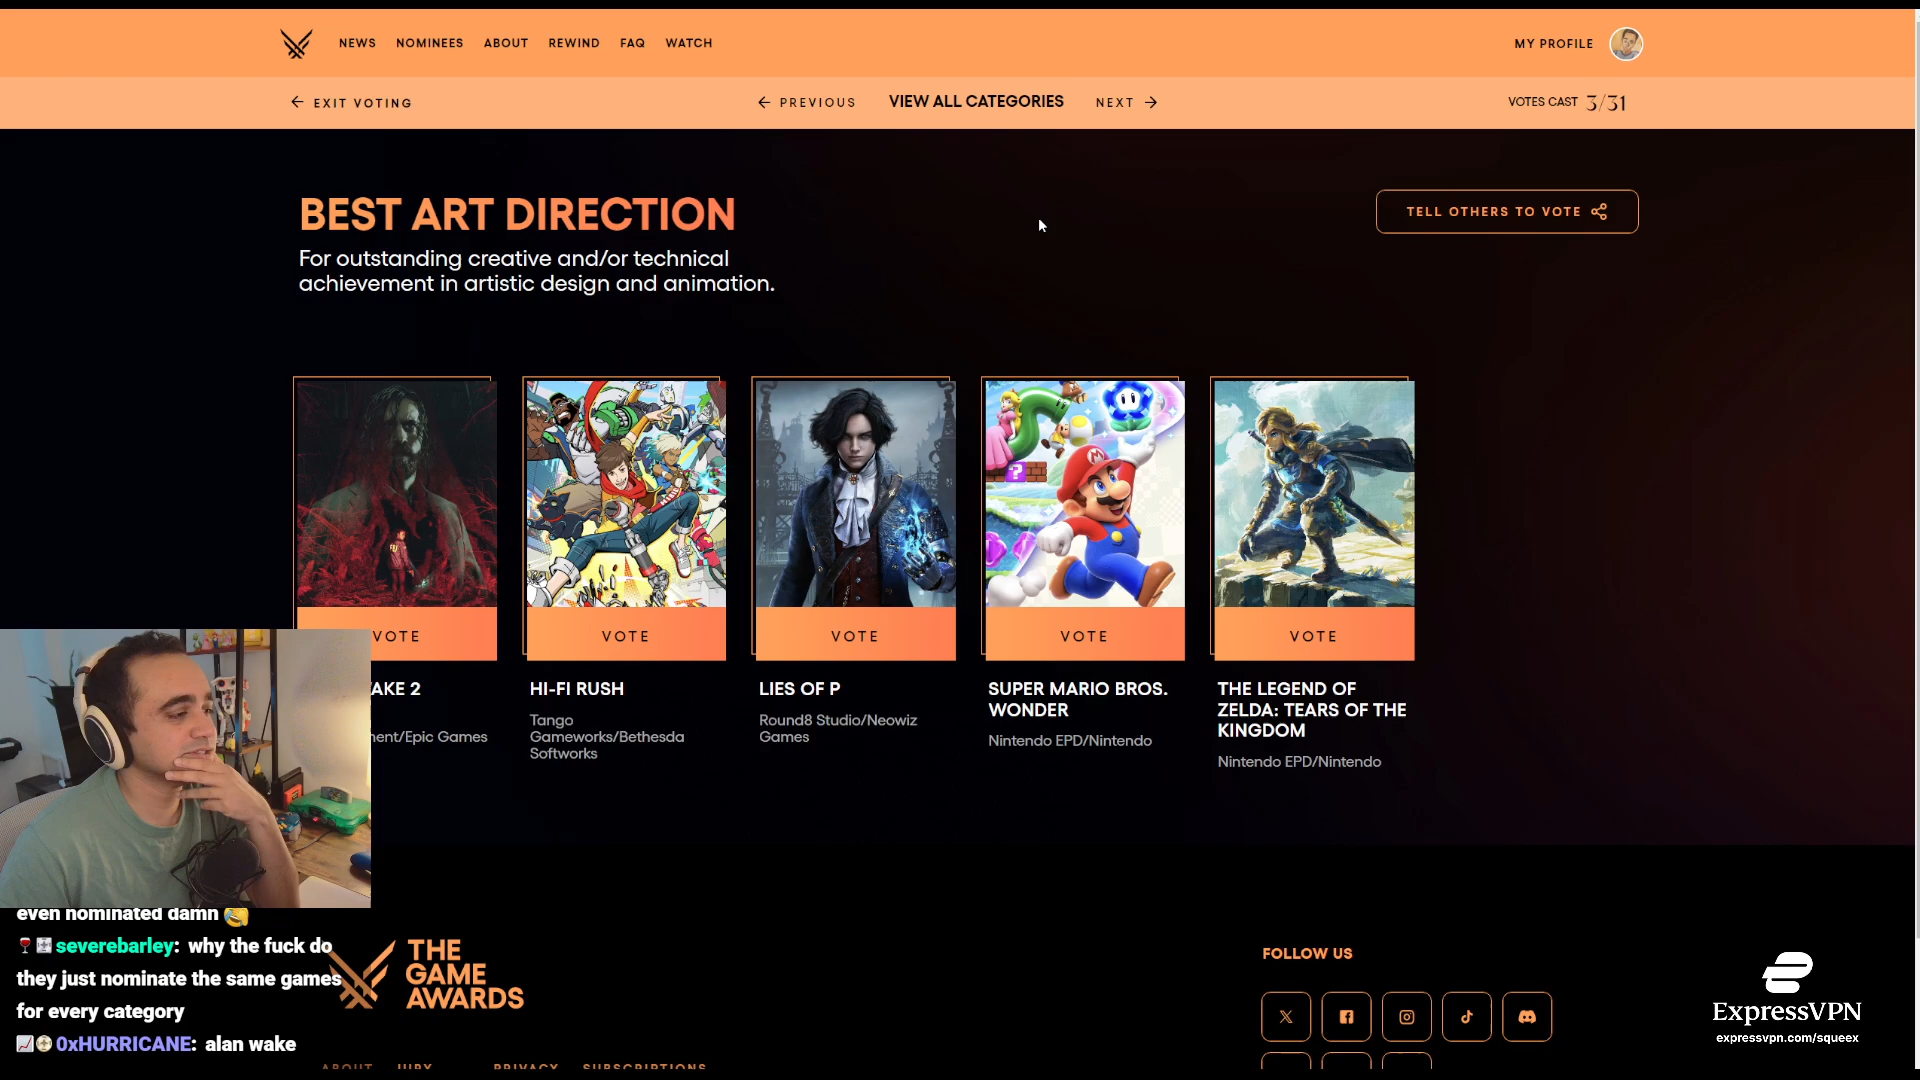 NEWS NOMINEES ABOUT REWIND FAQ WATCH
MY PROFILE
EXIT VOTING
PREVIOUS VIEW ALL CATEGORIES NEXT
VOTES CAST 3/31
BEST ART DIRECTION
For outstanding creative and/or technical
achievement in artistic design and animation.
TELL OTHERS TO VOTE
VOTE
VOTE
VOTE
VOTE
VOTE
AKE 2
Games
HI-FI RUSH
Tango
Gameworks/Bethesda
Softworks
LIES OF P
Round8 Studio/Neowiz
Games
SUPER MARIO BROS.
WONDER
Nintendo EPD/Nintendo
THE LEGEND OF
ZELDA: TEARS OF THE
KINGDOM
Nintendo EPD/Nintendo
even nominated damn
severebarley: why the fuck do
they just nominate the same games
for every category
0xHURRICANE: alan wake
THE
GAME
AWARDS
FOLLOW US
ExpressVPN
expressvpn.com/squeex
ABOUT JURY PRIVACY SUBSCRIPTIONS